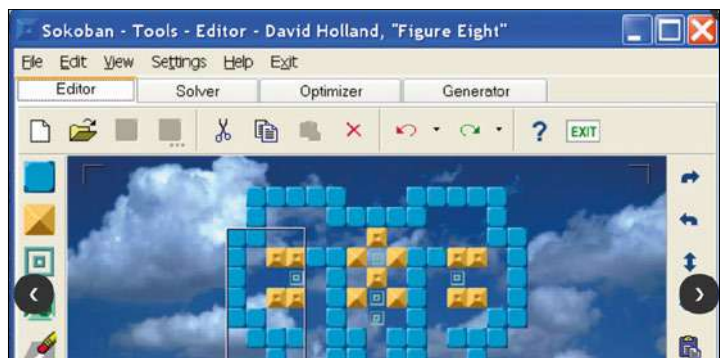 Sokoban - Tools - Editor - David Holland, "Figure Eight"
File Edit View Settings Help Exit
Editor Solver Optimizer Generator
? EXIT